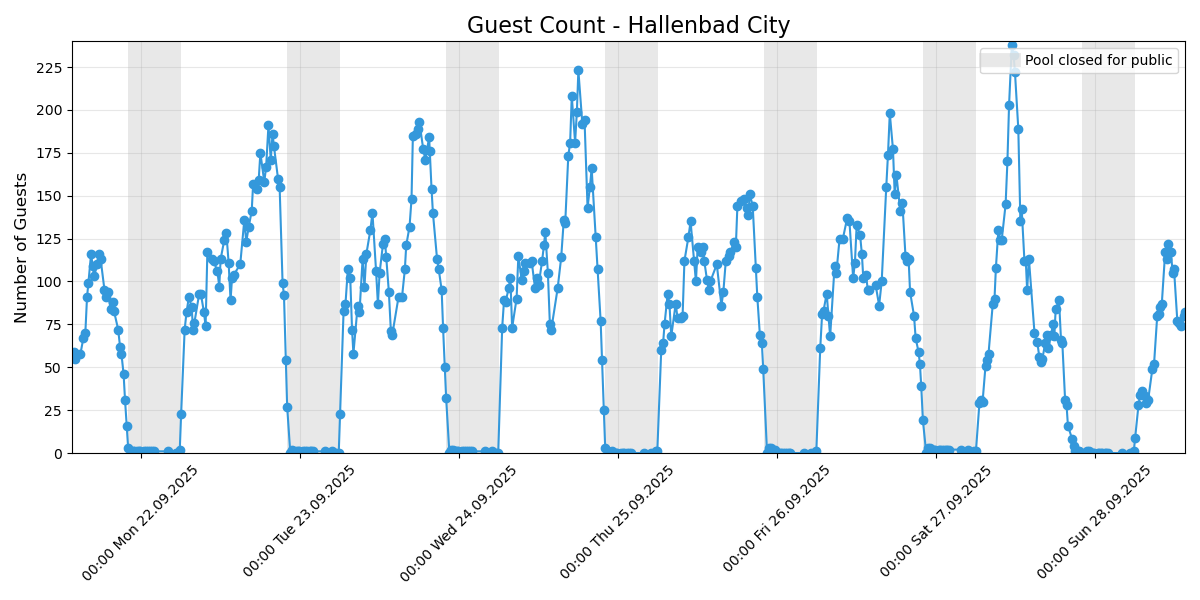 Guest Count - Hallenbad City
Pool closed for public
Number of Guests
225
200
175
150
125
100
75
50
25
0
00:00 Mon 22.09.2025
00:00 Tue 23.09.2025
00:00 Wed 24.09.2025
00:00 Thu 25.09.2025
00:00 Fri 26.09.2025
00:00 Sat 27.09.2025
00:00 Sun 28.09.2025